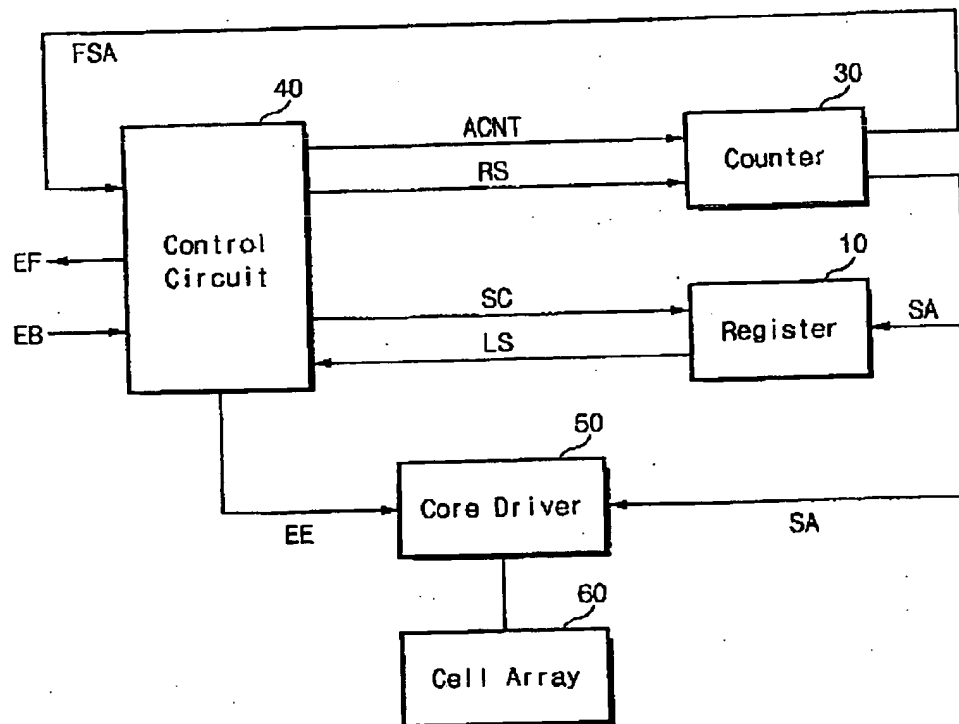 FSA
40
30
ACNT
Counter
RS
Control
Circuit
EF
10
SC
SA
EB
LS
Register
50
Core Driver
EE
SA
60
Cell Array